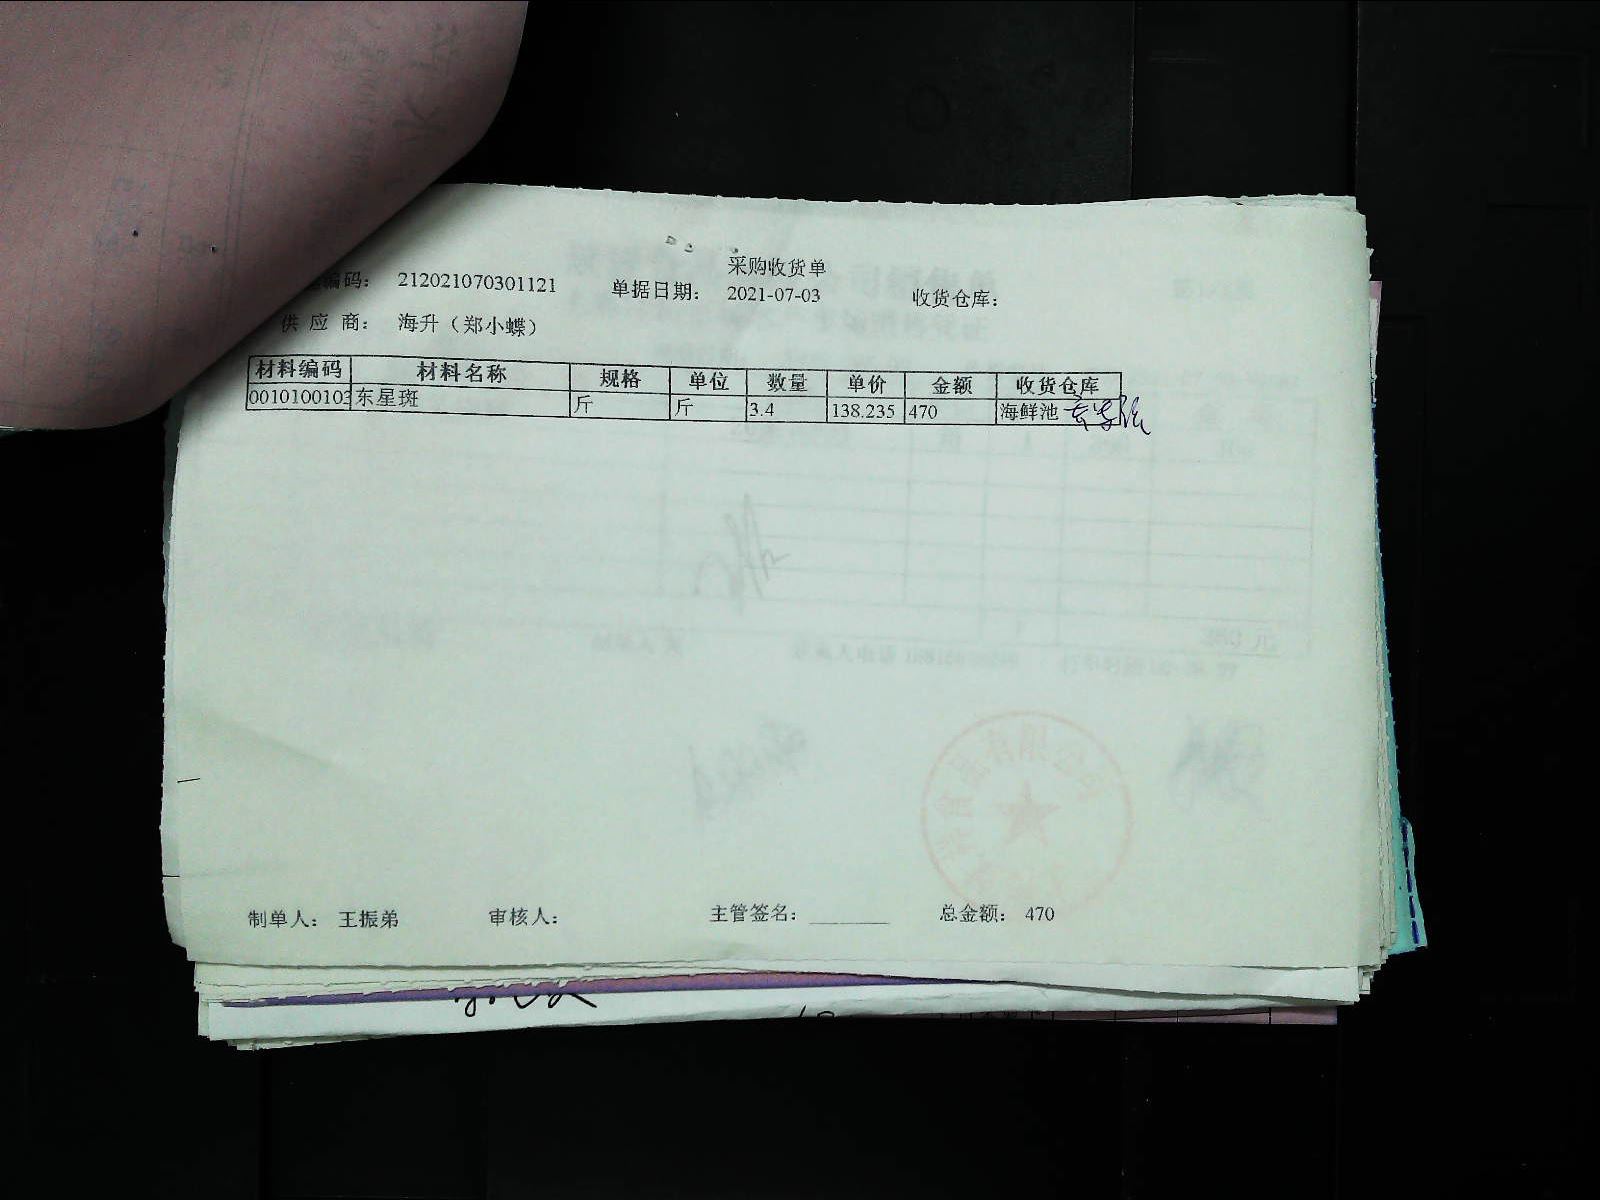 采购收货单
编码： 212021070301121 单据日期： 2021-07-03 收货仓库：
供 应 商： 海升（郑小蝶）
材料编码 材料名称 规格 单位 数量 单价 金额 收货仓库
0010100103 东星斑 斤 斤 3.4 138.235 470 海鲜池
制单人： 王振弟 审核人： 主管签名： ________ 总金额： 470